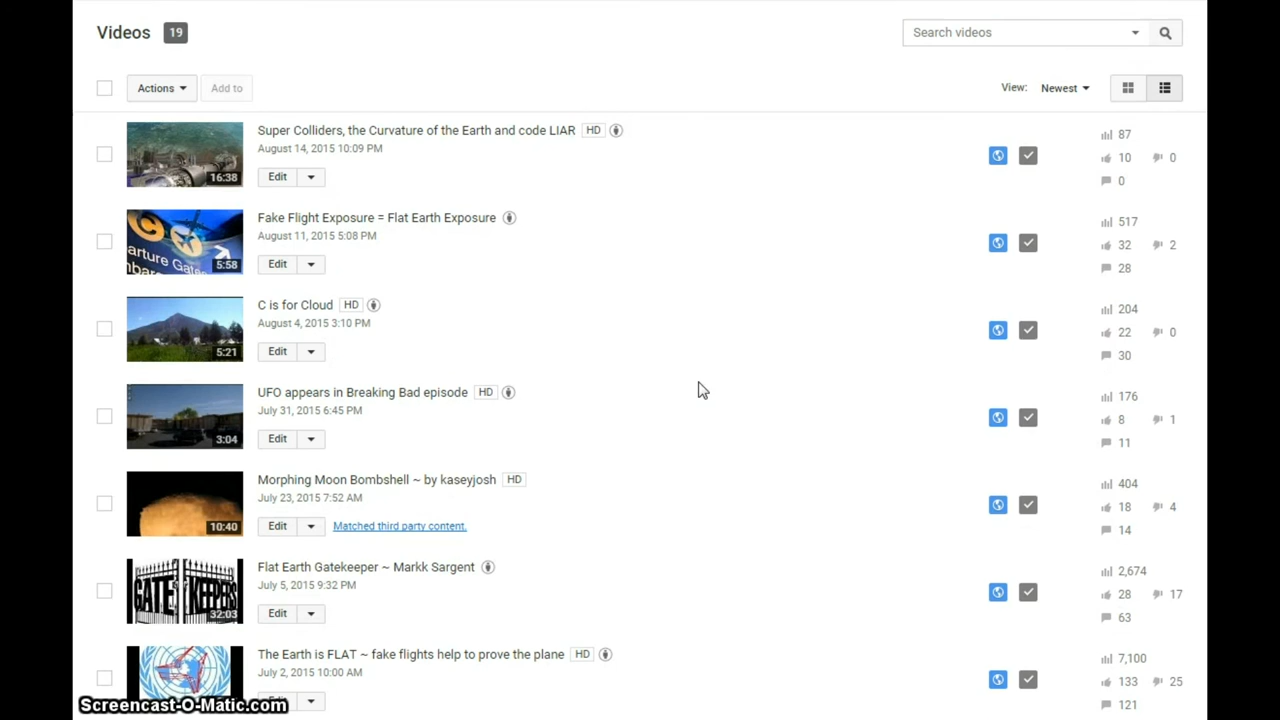 Videos 19
Search videos
Actions Add to
View: Newest
Super Colliders, the Curvature of the Earth and code LIAR HD
August 14, 2015 10:09 PM
Edit
16:38
87
10 0
0
Fake Flight Exposure = Flat Earth Exposure
August 11, 2015 5:08 PM
Edit
arture Gate
mbar
5:58
517
32 2
28
C is for Cloud HD
August 4, 2015 3:10 PM
Edit
5:21
204
22 0
30
UFO appears in Breaking Bad episode HD
July 31, 2015 6:45 PM
Edit
3:04
176
8 1
11
Morphing Moon Bombshell ~ by kaseyjosh HD
July 23, 2015 7:52 AM
Edit Matched third party content.
10:40
404
18 4
14
Flat Earth Gatekeeper ~ Markk Sargent
July 5, 2015 9:32 PM
Edit
GATE KEEPERS
32:03
2,674
28 17
63
The Earth is FLAT ~ fake flights help to prove the plane HD
July 2, 2015 10:00 AM
7,100
133 25
121
Screencast-O-Matic.com